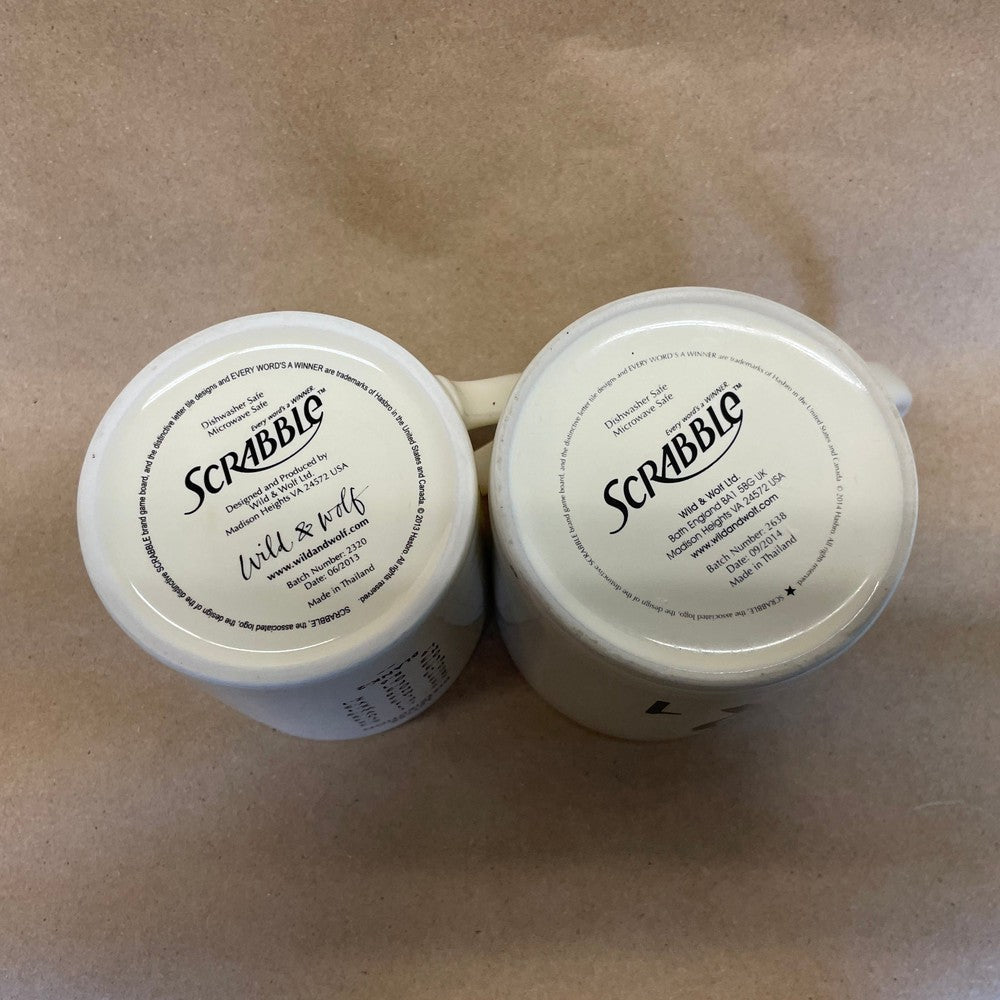 Dishwasher Safe
Microwave Safe
Every word's a WINNER
SCRABBLE™
Designed and Produced by
Wild & Wolf Ltd.
Madison Heights VA 24572 USA
wild & wolf
www.wildandwolf.com
Batch Number: 2320
Date: 06/2013
Made in Thailand
SCRABBLE, the associated logo, the design of the distinctive SCRABBLE brand game board, and the distinctive letter tile designs and EVERY WORD'S A WINNER are trademarks of Hasbro in the United States and Canada. © 2013 Hasbro. All rights reserved.
Dishwasher Safe
Microwave Safe
Every word's a WINNER
SCRABBLE™
Wild & Wolf Ltd.
Bath England BA1 5BG UK
Madison Heights VA 24572 USA
www.wildandwolf.com
Batch Number: 2638
Date: 09/2014
Made in Thailand
★ SCRABBLE, the associated logo, the design of the distinctive SCRABBLE brand game board, and the distinctive letter tile designs and EVERY WORD'S A WINNER are trademarks of Hasbro in the United States and Canada. © 2014 Hasbro. All rights reserved.
L